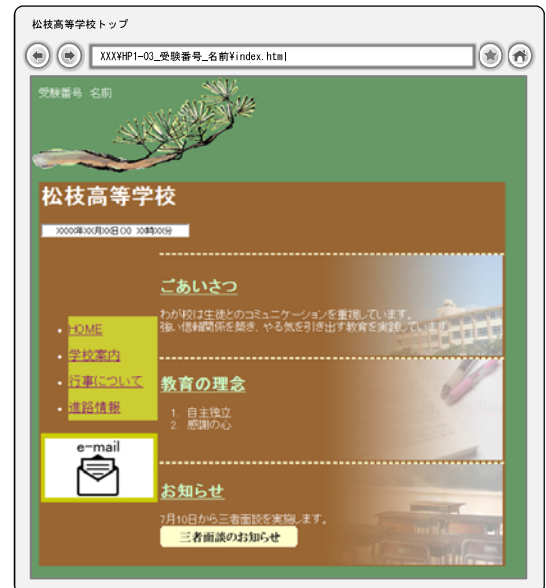 松枝高等学校トップ
XXX¥HP1-03_受験番号_名前¥index.html
受験番号 名前
松枝高等学校
XXXX年XX月XX日(X) XX時XX分
ごあいさつ
わが校は生徒とのコミュニケーションを重視しています。
強い信頼関係を築き、やる気を引き出す教育を実践しています。
・HOME
・学校案内
・行事について
・進路情報
教育の理念
1. 自主独立
2. 感謝の心
e-mail
お知らせ
7月10日から三者面談を実施します。
三者面談のお知らせ